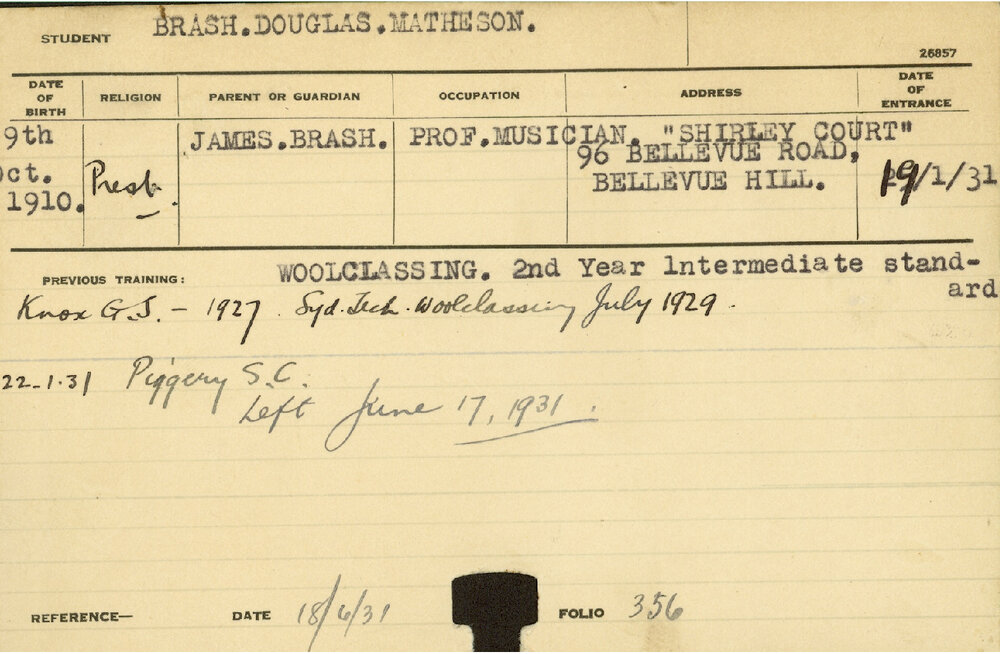 STUDENT BRASH.DOUGLAS.MATHESON.
26857
DATE OF BIRTH RELIGION PARENT OR GUARDIAN OCCUPATION ADDRESS DATE OF ENTRANCE
9th JAMES.BRASH. PROF.MUSICIAN. "SHIRLEY COURT"
96 BELLEVUE ROAD,
Oct. Presb. BELLEVUE HILL. 19/1/31
1910.
PREVIOUS TRAINING: WOOLCLASSING. 2nd Year lntermediate stand-
ard
Knox G.S. - 1927. Syd. Tech. Woolclassing July 1929.
22-1-31 Piggery S.C.
Left June 17, 1931.
REFERENCE— DATE 18/6/31 FOLIO 356